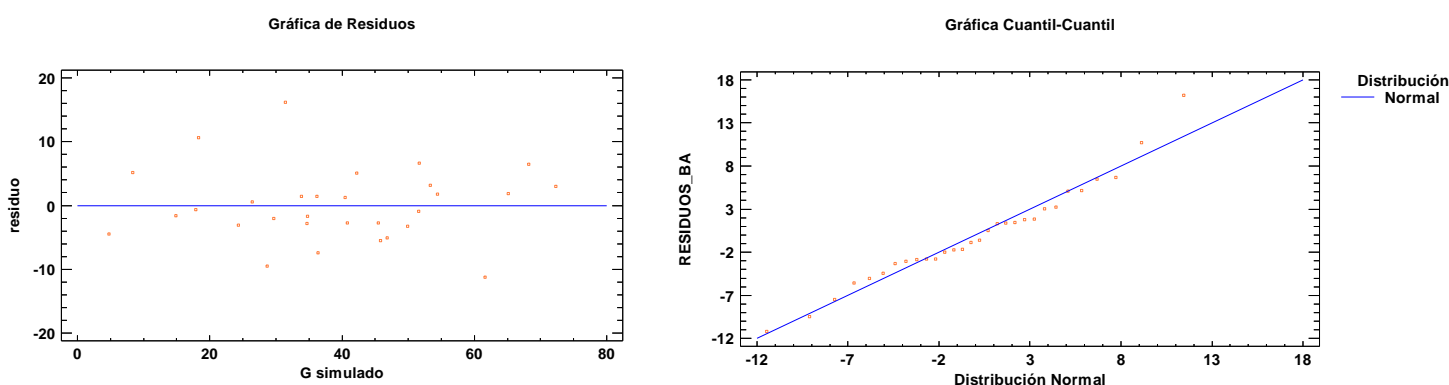 Gráfica de Residuos
20
10
0
-10
-20
residuo
0 20 40 60 80
G simulado
Gráfica Cuantil-Cuantil
18
13
8
3
-2
-7
-12
RESIDUOS_BA
-12 -7 -2 3 8 13 18
Distribución Normal
Distribución
Normal